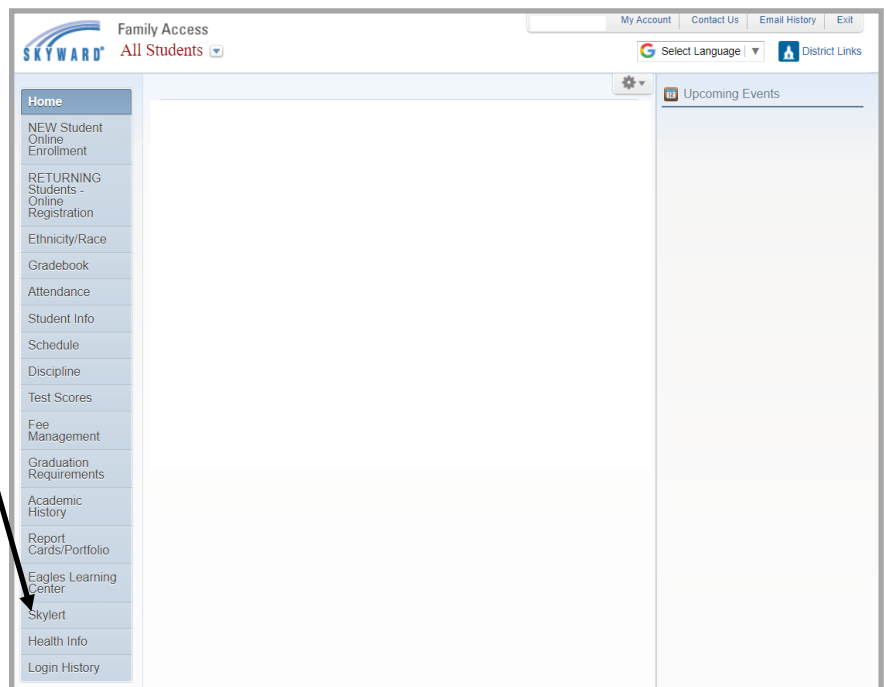 SKYWARD®
Family Access
All Students
My Account
Contact Us
Email History
Exit
Select Language
District Links
Home
NEW Student
Online
Enrollment
RETURNING
Students -
Online
Registration
Ethnicity/Race
Gradebook
Attendance
Student Info
Schedule
Discipline
Test Scores
Fee
Management
Graduation
Requirements
Academic
History
Report
Cards/Portfolio
Eagles Learning
Center
Skylert
Health Info
Login History
Upcoming Events